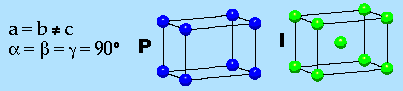 a = b ≠ c
α = β = γ = 90°
P
I